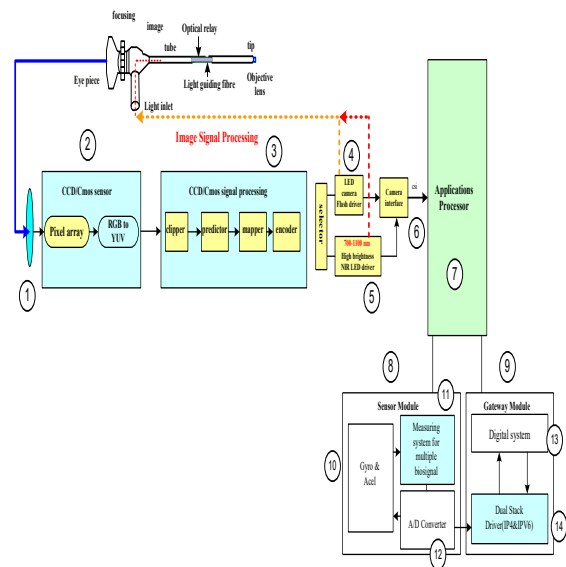 focusing
image
Optical relay
tube
tip
Eye piece
Light guiding fibre
Objective
lens
Light inlet
Image Signal Processing
2
3
4
CCD/Cmos sensor
CCD/Cmos signal processing
Pixel array
RGB to
YUV
clipper
predictor
mapper
encoder
selector
LED
camera
Flash driver
Camera
interface
csi
700-1100 nm
High brightness
NIR LED driver
Applications
Processor
1
5
6
7
8
9
11
Sensor Module
Gateway Module
10
Gyro &
Acel
Measuring
system for
multiple
biosignal
Digital system
13
A/D Converter
12
Dual Stack
Driver(IP4&IPV6)
14